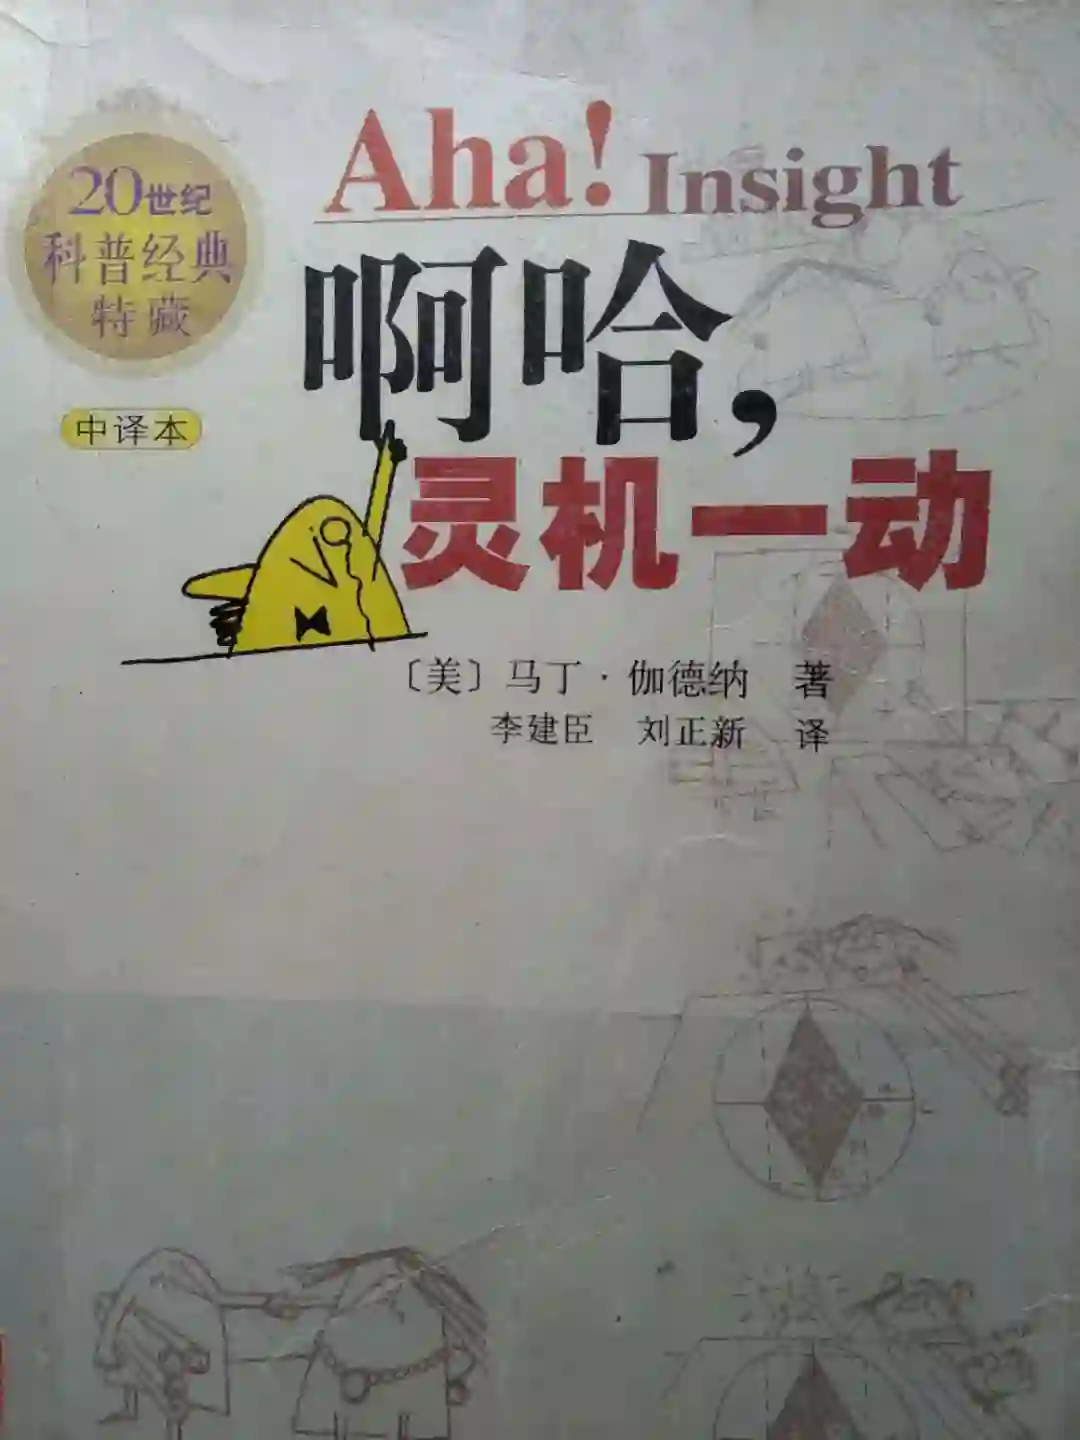 Aha! Insight
20世纪
科普经典
特藏
中译本
啊哈，
灵机一动
〔美〕马丁·伽德纳 著
李建臣 刘正新 译